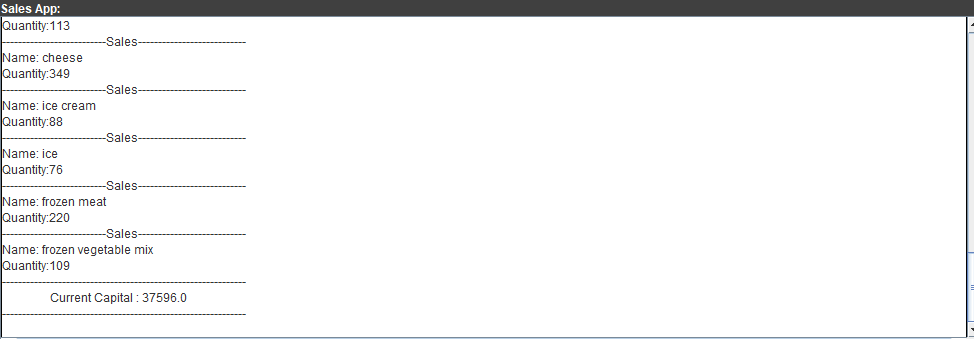 Sales App:
Quantity:113
--------------------------Sales---------------------------
Name: cheese
Quantity:349
--------------------------Sales---------------------------
Name: ice cream
Quantity:88
--------------------------Sales---------------------------
Name: ice
Quantity:76
--------------------------Sales---------------------------
Name: frozen meat
Quantity:220
--------------------------Sales---------------------------
Name: frozen vegetable mix
Quantity:109
-------------------------------------------------------------
Current Capital : 37596.0
-------------------------------------------------------------